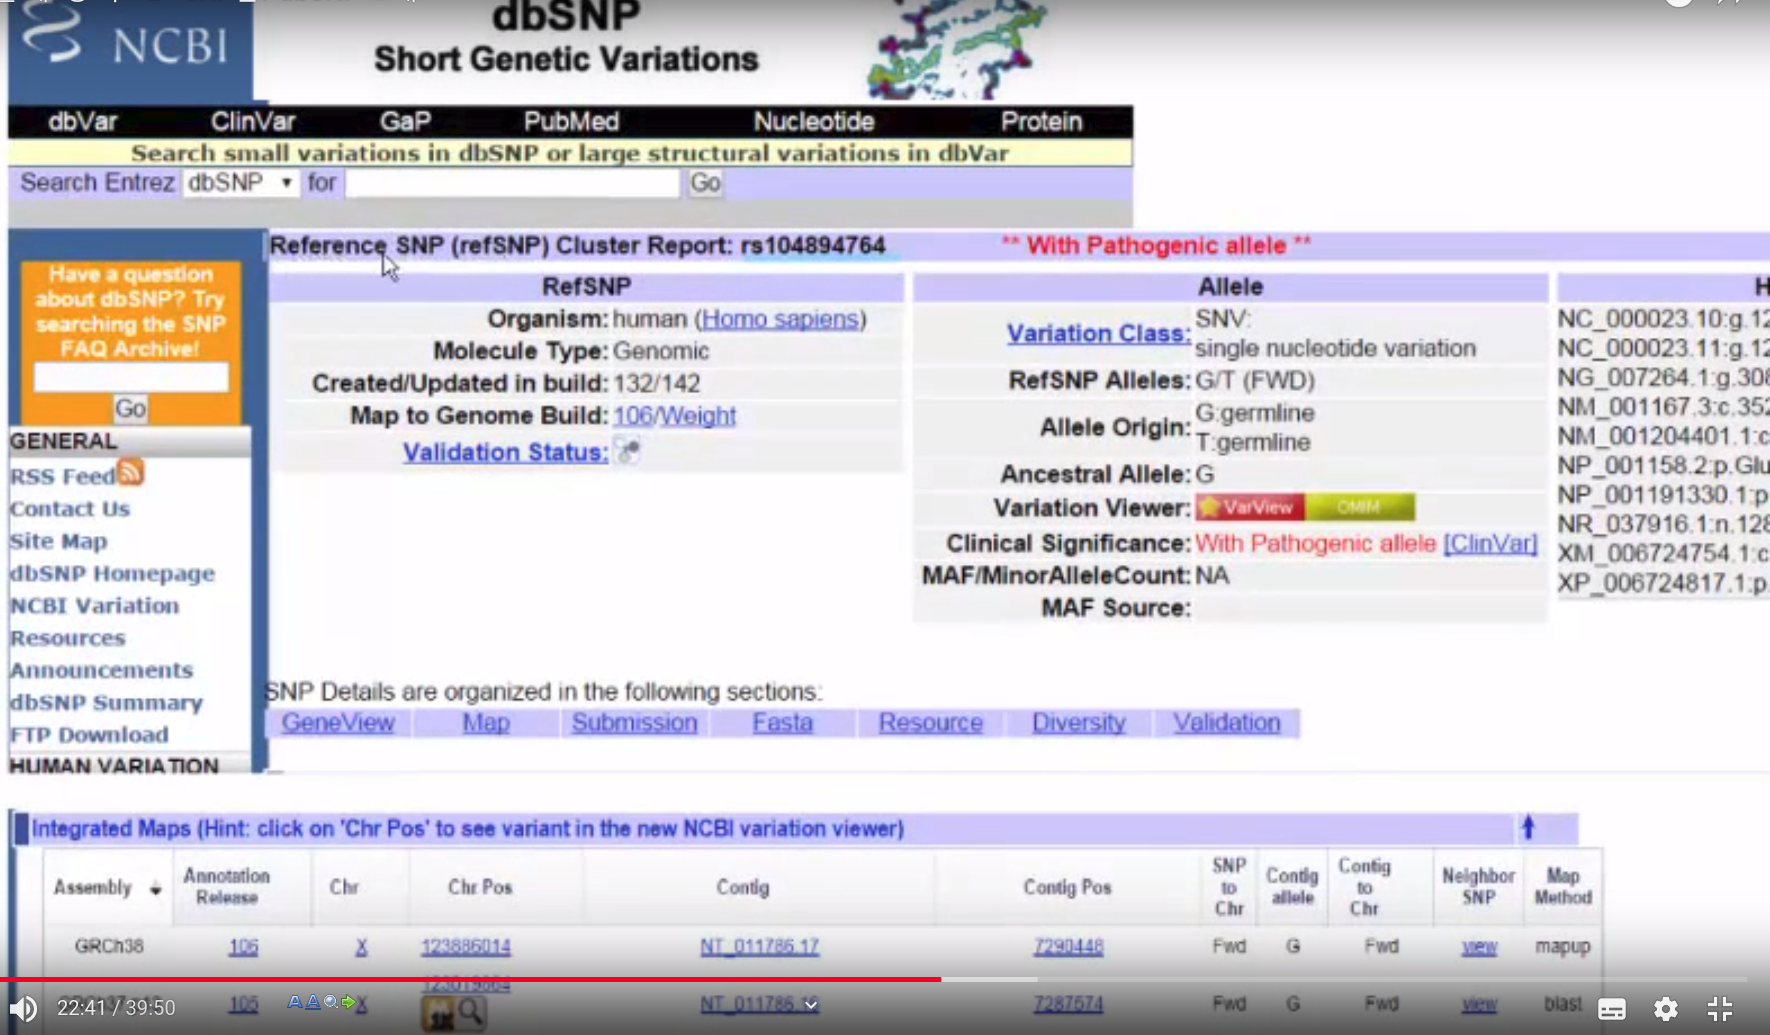 dbSNP
NCBI
Short Genetic Variations
dbVar ClinVar GaP PubMed Nucleotide Protein
Search small variations in dbSNP or large structural variations in dbVar
Search Entrez dbSNP for Go
Reference SNP (refSNP) Cluster Report: rs104894764 ** With Pathogenic allele **
Have a question
about dbSNP? Try
searching the SNP
FAQ Archive!
Go
GENERAL
RSS Feed
Contact Us
Site Map
dbSNP Homepage
NCBI Variation
Resources
Announcements
dbSNP Summary
FTP Download
HUMAN VARIATION
RefSNP
Organism: human (Homo sapiens)
Molecule Type: Genomic
Created/Updated in build: 132/142
Map to Genome Build: 106/Weight
Validation Status:
Allele
Variation Class: SNV:
single nucleotide variation
RefSNP Alleles: G/T (FWD)
Allele Origin: G:germline
T:germline
Ancestral Allele: G
Variation Viewer: VarView OMIM
Clinical Significance: With Pathogenic allele [ClinVar]
MAF/MinorAlleleCount: NA
MAF Source:
H
NC_000023.10:g.12
NC_000023.11:g.12
NG_007264.1:g.308
NM_001167.3:c.352
NM_001204401.1:c
NP_001158.2:p.Glu
NP_001191330.1:p
NR_037916.1:n.128
XM_006724754.1:c
XP_006724817.1:p.
SNP Details are organized in the following sections:
GeneView Map Submission Fasta Resource Diversity Validation
Integrated Maps (Hint: click on 'Chr Pos' to see variant in the new NCBI variation viewer)
Assembly Annotation Release Chr Chr Pos Contig Contig Pos SNP to Chr Contig allele Contig to Chr Neighbor SNP Map Method
GRCh38 106 X 123886014 NT_011786.17 7290448 Fwd G Fwd view mapup
105 X NT_011786. 7287574 Fwd G Fwd view blast
22:41 / 39:50